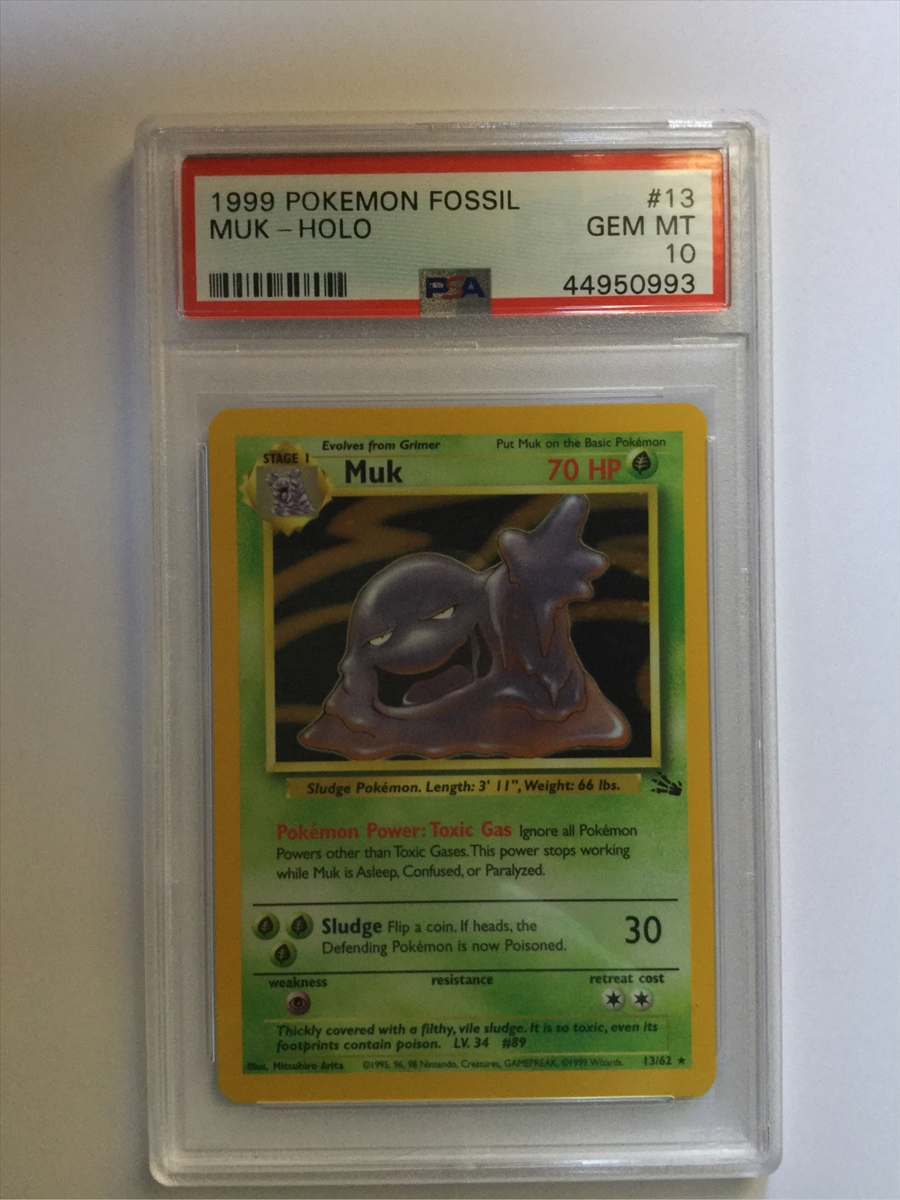 1999 POKEMON FOSSIL #13
MUK - HOLO GEM MT
10
PSA 44950993
Evolves from Grimer Put Muk on the Basic Pokémon
STAGE 1 Muk 70 HP
Sludge Pokémon. Length: 3' 11", Weight: 66 lbs.
Pokémon Power: Toxic Gas Ignore all Pokémon
Powers other than Toxic Gases. This power stops working
while Muk is Asleep, Confused, or Paralyzed.
Sludge Flip a coin. If heads, the 30
Defending Pokémon is now Poisoned.
weakness resistance retreat cost
Thickly covered with a filthy, vile sludge. It is so toxic, even its
footprints contain poison. LV. 34 #89
Illus. Mitsuhiro Arita ©1995, 96, 98 Nintendo, Creatures, GAMEFREAK. ©1999 Wizards. 13/62 ★